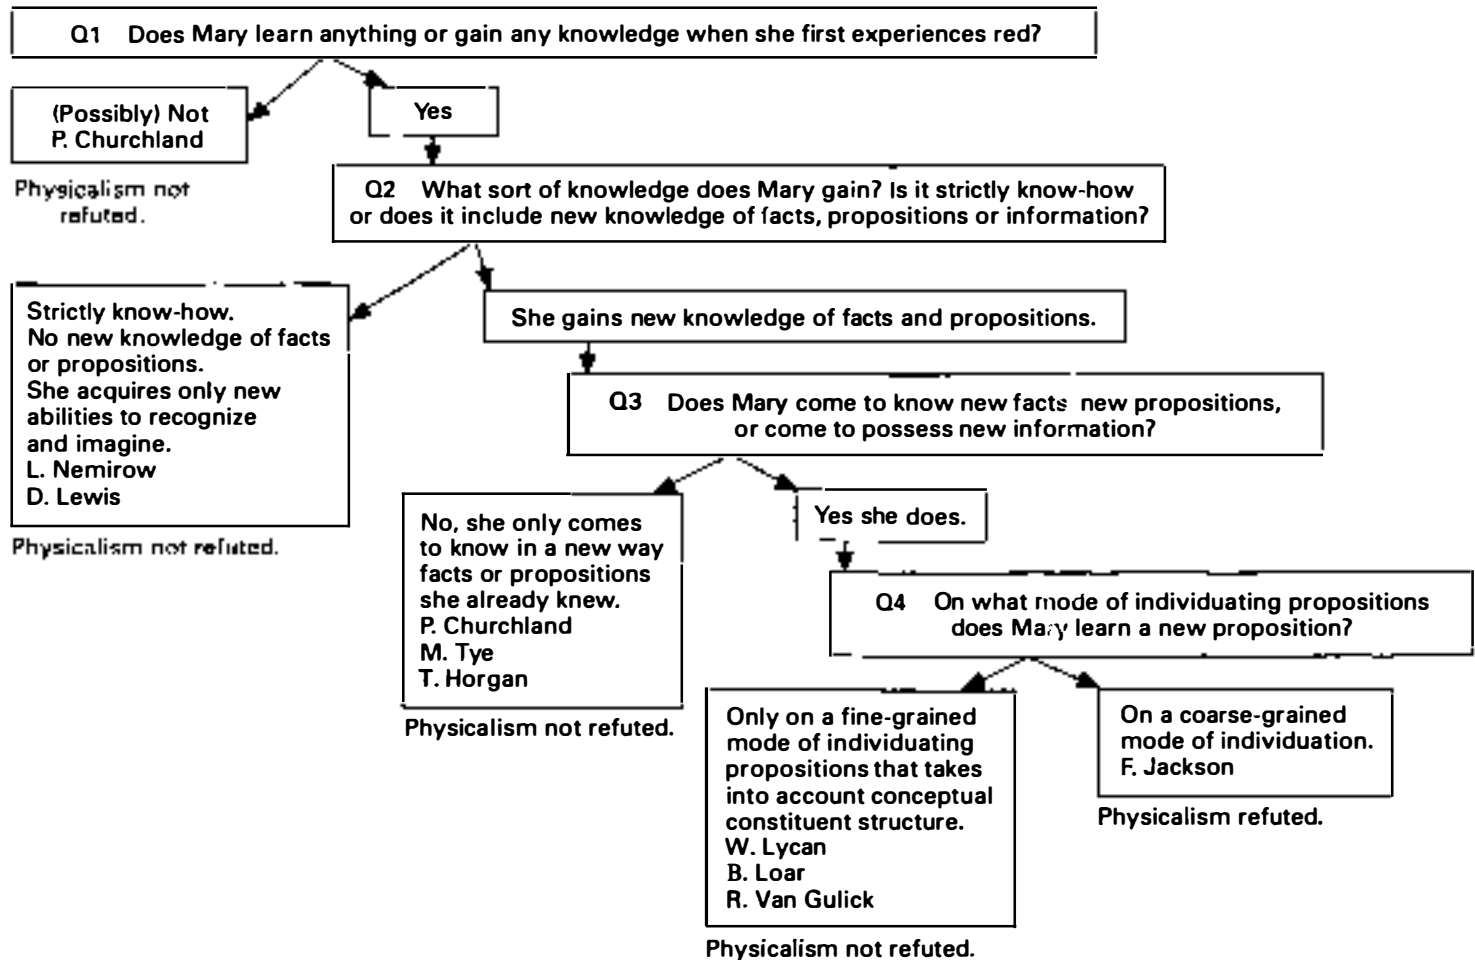 Q1 Does Mary learn anything or gain any knowledge when she first experiences red?
(Possibly) Not
P. Churchland
Physicalism not
refuted.
Yes
Q2 What sort of knowledge does Mary gain? Is it strictly know-how
or does it include new knowledge of facts, propositions or information?
Strictly know-how.
No new knowledge of facts
or propositions.
She acquires only new
abilities to recognize
and imagine.
L. Nemirow
D. Lewis
Physicalism not refuted.
She gains new knowledge of facts and propositions.
Q3 Does Mary come to know new facts new propositions,
or come to possess new information?
No, she only comes
to know in a new way
facts or propositions
she already knew.
P. Churchland
M. Tye
T. Horgan
Physicalism not refuted.
Yes she does.
Q4 On what mode of individuating propositions
does Mary learn a new proposition?
Only on a fine-grained
mode of individuating
propositions that takes
into account conceptual
constituent structure.
W. Lycan
B. Loar
R. Van Gulick
Physicalism not refuted.
On a coarse-grained
mode of individuation.
F. Jackson
Physicalism refuted.